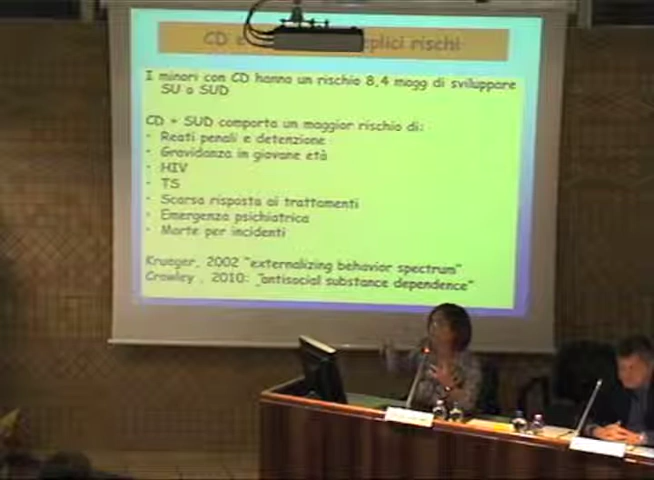 CD e plici rischi
I minori con CD hanno un rischio 8,4 magg di sviluppare
SU o SUD
CD + SUD comporta un maggior rischio di:
• Reati penali e detenzione
• Gravidanza in giovane età
• HIV
• TS
• Scarsa risposta ai trattamenti
• Emergenza psichiatrica
• Morte per incidenti
Krueger, 2002 "externalizing behavior spectrum"
Crowley , 2010: "antisocial substance dependence"